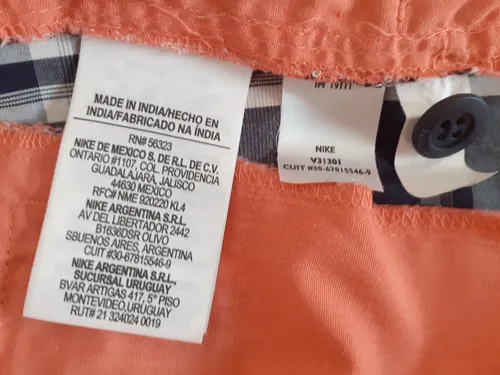 MADE IN INDIA/HECHO EN
INDIA/FABRICADO NA ÍNDIA
RN# 56323
NIKE DE MEXICO S. DE R.L. DE C.V.
ONTARIO #1107, COL. PROVIDENCIA
GUADALAJARA, JALISCO
44630 MEXICO
RFC# NME 920220 KL4
NIKE ARGENTINA S.R.L.
AV DEL LIBERTADOR 2442
B1636DSR OLIVO
SBUENOS AIRES, ARGENTINA
CUIT #30-67815546-9
NIKE ARGENTINA S.R.L,
SUCURSAL URUGUAY
BVAR ARTIGAS 417, 5° PISO
MONTEVIDEO, URUGUAY
RUT# 21 324024 0019
NIKE
V31301
CUIT #30-67815546-9